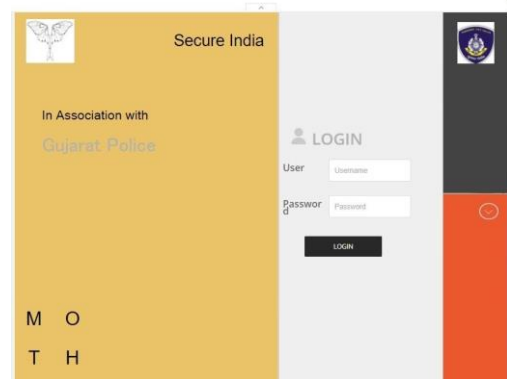 Secure India
In Association with
Gujarat Police
M O
T H
LOGIN
User
Username
Passwor
d
Password
LOGIN